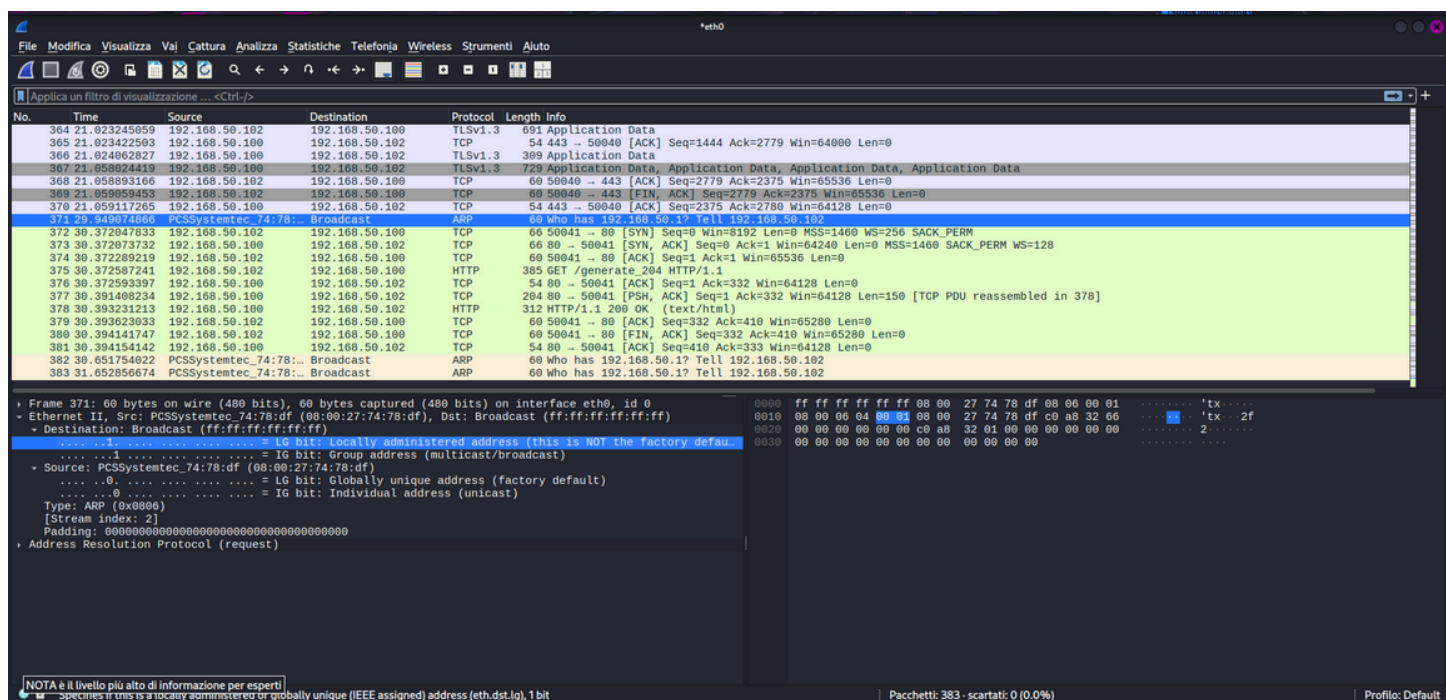 *eth0
File Modifica Visualizza Vai Cattura Analizza Statistiche Telefonia Wireless Strumenti Aiuto
Applica un filtro di visualizzazione ... <Ctrl-/>
No. Time Source Destination Protocol Length Info
364 21.023245059 192.168.50.102 192.168.50.100 TLSv1.3 691 Application Data
365 21.023422503 192.168.50.100 192.168.50.102 TCP 54 443 → 50040 [ACK] Seq=1444 Ack=2779 Win=64000 Len=0
366 21.024062827 192.168.50.100 192.168.50.102 TLSv1.3 309 Application Data
367 21.058024419 192.168.50.100 192.168.50.102 TLSv1.3 729 Application Data, Application Data, Application Data, Application Data
368 21.058893166 192.168.50.102 192.168.50.100 TCP 60 50040 → 443 [ACK] Seq=2779 Ack=2375 Win=65536 Len=0
369 21.059059453 192.168.50.102 192.168.50.100 TCP 60 50040 → 443 [FIN, ACK] Seq=2779 Ack=2375 Win=65536 Len=0
370 21.059117265 192.168.50.100 192.168.50.102 TCP 54 443 → 50040 [ACK] Seq=2375 Ack=2780 Win=64128 Len=0
371 29.949074866 PCSSystemtec_74:78:… Broadcast ARP 60 Who has 192.168.50.1? Tell 192.168.50.102
372 30.372047833 192.168.50.102 192.168.50.100 TCP 66 50041 → 80 [SYN] Seq=0 Win=8192 Len=0 MSS=1460 WS=256 SACK_PERM
373 30.372073732 192.168.50.100 192.168.50.102 TCP 66 80 → 50041 [SYN, ACK] Seq=0 Ack=1 Win=64240 Len=0 MSS=1460 SACK_PERM WS=128
374 30.372289219 192.168.50.102 192.168.50.100 TCP 60 50041 → 80 [ACK] Seq=1 Ack=1 Win=65536 Len=0
375 30.372587241 192.168.50.102 192.168.50.100 HTTP 385 GET /generate_204 HTTP/1.1
376 30.372593397 192.168.50.100 192.168.50.102 TCP 54 80 → 50041 [ACK] Seq=1 Ack=332 Win=64128 Len=0
377 30.391408234 192.168.50.100 192.168.50.102 TCP 204 80 → 50041 [PSH, ACK] Seq=1 Ack=332 Win=64128 Len=150 [TCP PDU reassembled in 378]
378 30.393231213 192.168.50.100 192.168.50.102 HTTP 312 HTTP/1.1 200 OK (text/html)
379 30.393623033 192.168.50.102 192.168.50.100 TCP 60 50041 → 80 [ACK] Seq=332 Ack=410 Win=65280 Len=0
380 30.394141747 192.168.50.102 192.168.50.100 TCP 60 50041 → 80 [FIN, ACK] Seq=332 Ack=410 Win=65280 Len=0
381 30.394154142 192.168.50.100 192.168.50.102 TCP 54 80 → 50041 [ACK] Seq=410 Ack=333 Win=64128 Len=0
382 30.651754022 PCSSystemtec_74:78:… Broadcast ARP 60 Who has 192.168.50.1? Tell 192.168.50.102
383 31.652856674 PCSSystemtec_74:78:… Broadcast ARP 60 Who has 192.168.50.1? Tell 192.168.50.102
Frame 371: 60 bytes on wire (480 bits), 60 bytes captured (480 bits) on interface eth0, id 0
Ethernet II, Src: PCSSystemtec_74:78:df (08:00:27:74:78:df), Dst: Broadcast (ff:ff:ff:ff:ff:ff)
Destination: Broadcast (ff:ff:ff:ff:ff:ff)
.... ..1. .... .... .... .... = LG bit: Locally administered address (this is NOT the factory defau…
.... ...1 .... .... .... .... = IG bit: Group address (multicast/broadcast)
Source: PCSSystemtec_74:78:df (08:00:27:74:78:df)
.... ..0. .... .... .... .... = LG bit: Globally unique address (factory default)
.... ...0 .... .... .... .... = IG bit: Individual address (unicast)
Type: ARP (0x0806)
[Stream index: 2]
Padding: 000000000000000000000000000000000000
Address Resolution Protocol (request)
0000 ff ff ff ff ff ff 08 00 27 74 78 df 08 06 00 01 ········ 'tx·····
0010 08 00 06 04 00 01 08 00 27 74 78 df c0 a8 32 66 ········ 'tx···2f
0020 00 00 00 00 00 00 c0 a8 32 01 00 00 00 00 00 00 ········ 2·······
0030 00 00 00 00 00 00 00 00 00 00 00 00 ········ ····
NOTA è il livello più alto di informazione per esperti
Specifies if this is a locally administered or globally unique (IEEE assigned) address (eth.dst.lg), 1 bit
Pacchetti: 383 · scartati: 0 (0.0%)
Profilo: Default